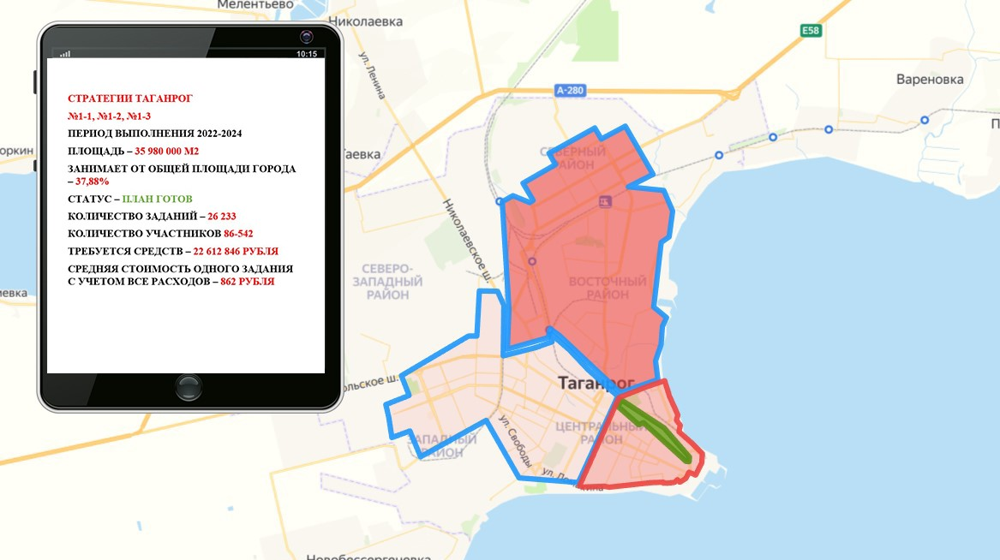 Мелентьево
Николаевка
E58
10:15
ул. Ленина
Вареновка
А-280
СТРАТЕГИИ ТАГАНРОГ
№1-1, №1-2, №1-3
ПЕРИОД ВЫПОЛНЕНИЯ 2022-2024
ПЛОЩАДЬ – 35 980 000 М2
ЗАНИМАЕТ ОТ ОБЩЕЙ ПЛОЩАДИ ГОРОДА
– 37,88%
СТАТУС – ПЛАН ГОТОВ
КОЛИЧЕСТВО ЗАДАНИЙ – 26 233
КОЛИЧЕСТВО УЧАСТНИКОВ 86-542
ТРЕБУЕТСЯ СРЕДСТВ – 22 612 846 РУБЛЯ
СРЕДНЯЯ СТОИМОСТЬ ОДНОГО ЗАДАНИЯ
С УЧЕТОМ ВСЕ РАСХОДОВ – 862 РУБЛЯ
П
оркин
аевка
СЕВЕРНЫЙ
РАЙОН
Николаевское ш.
СЕВЕРО-
ЗАПАДНЫЙ
РАЙОН
ВОСТОЧНЫЙ
РАЙОН
евка
ольское ш.
Таганрог
ЦЕНТРАЛЬНЫЙ
РАЙОН
ул. Свободы
ЗАПАДНЫЙ
РАЙОН
ул.
Новобессергеневка